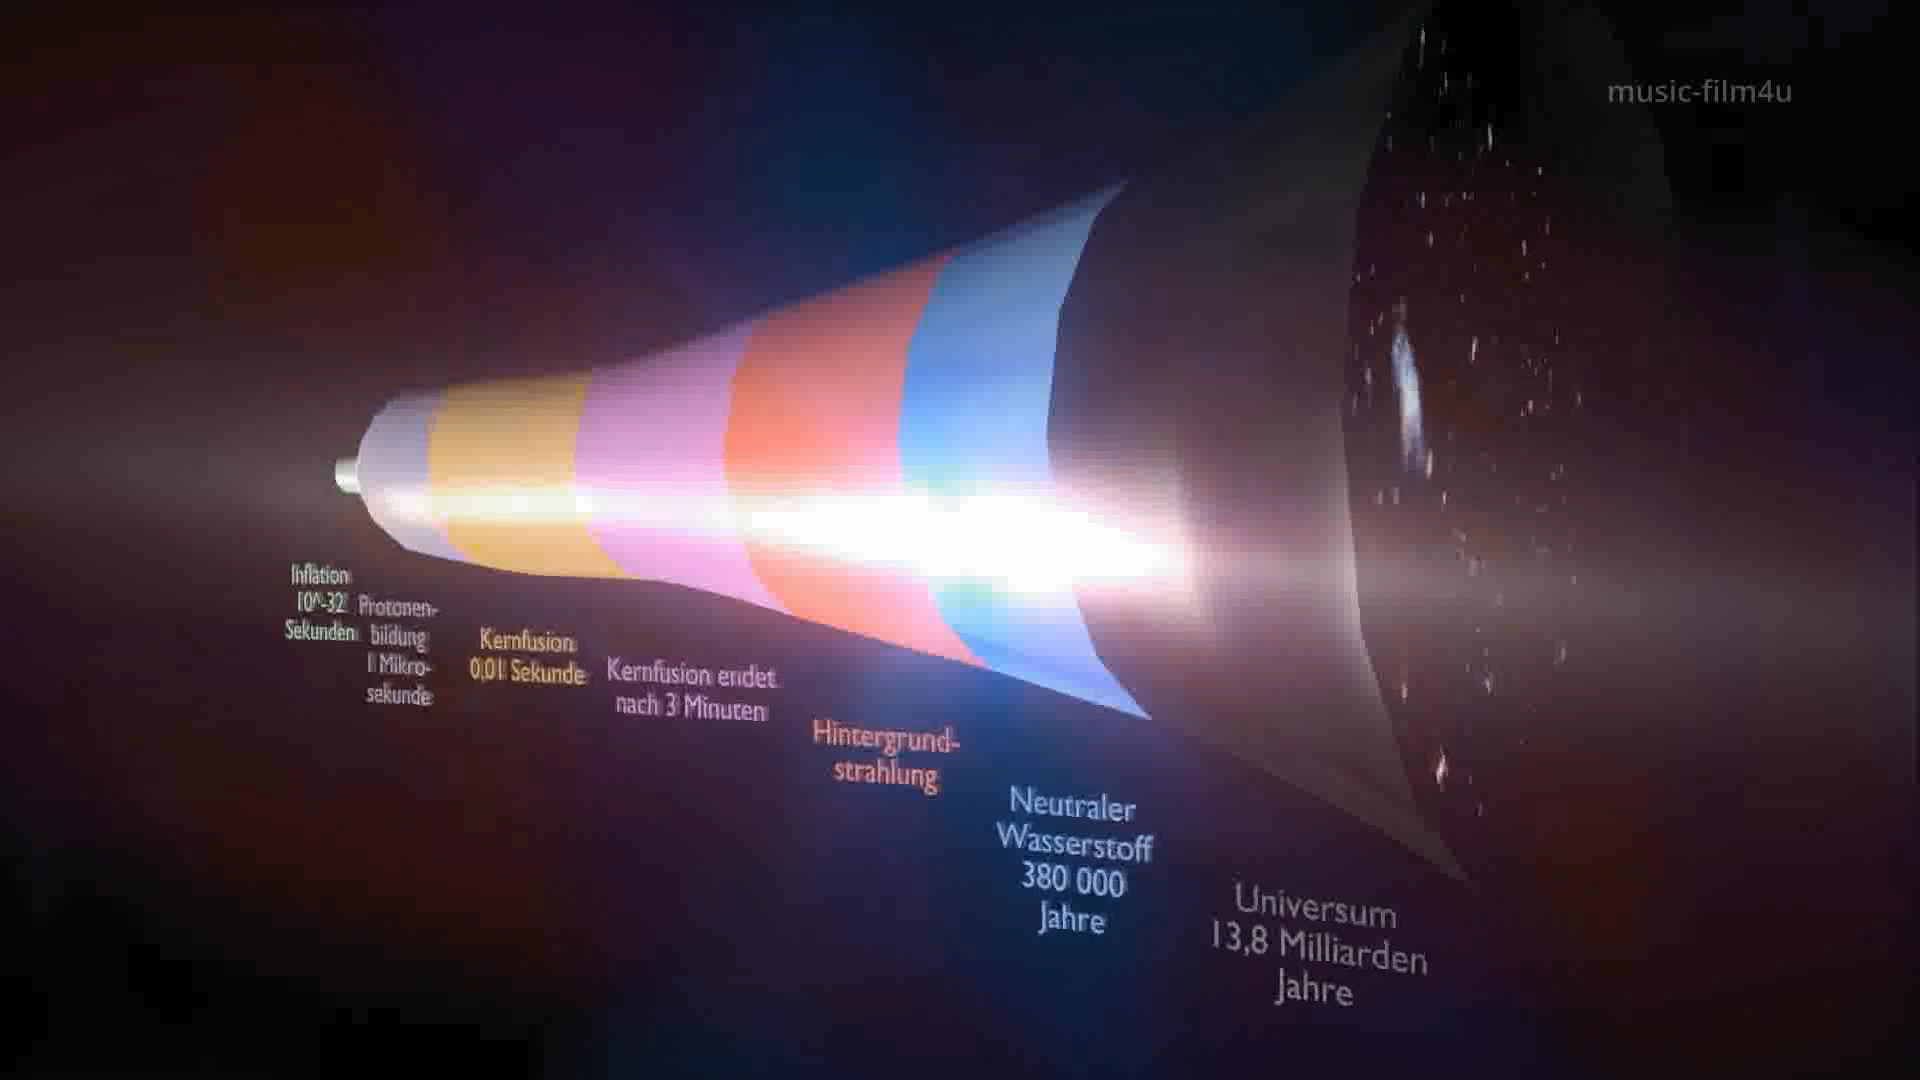 music-film4u
Inflation
10^-32
Sekunden
Protonen-
bildung
1 Mikro-
sekunde
Kernfusion
0,01 Sekunde
Kernfusion endet
nach 3 Minuten
Hintergrund-
strahlung
Neutraler
Wasserstoff
380 000
Jahre
Universum
13,8 Milliarden
Jahre